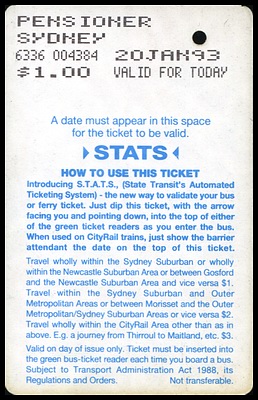 PENSIONER
SYDNEY
6336 004384 20JAN93
$1.00 VALID FOR TODAY
A date must appear in this space
for the ticket to be valid.
STATS
HOW TO USE THIS TICKET
Introducing S.T.A.T.S., (State Transit's Automated
Ticketing System) - the new way to validate your bus
or ferry ticket. Just dip this ticket, with the arrow
facing you and pointing down, into the top of either
of the green ticket readers as you enter the bus.
When used on CityRail trains, just show the barrier
attendant the date on the top of this ticket.
Travel wholly within the Sydney Suburban or wholly
within the Newcastle Suburban Area or between Gosford
and the Newcastle Suburban Area and vice versa $1.
Travel within the Sydney Suburban and Outer
Metropolitan Areas or between Morisset and the Outer
Metropolitan/Sydney Suburban Areas or vice versa $2.
Travel wholly within the CityRail Area other than as in
above. E.g. a journey from Thirroul to Maitland, etc. $3.
Valid on day of issue only. Ticket must be inserted into
the green bus-ticket reader each time you board a bus.
Subject to Transport Administration Act 1988, its
Regulations and Orders. Not transferable.